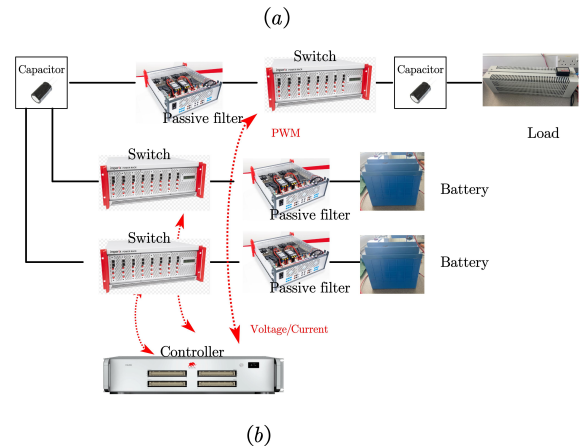 (a)
Switch
Capacitor
Capacitor
Passive filter
PWM
Load
Switch
Battery
Passive filter
Switch
Battery
Passive filter
Voltage/Current
Controller
(b)